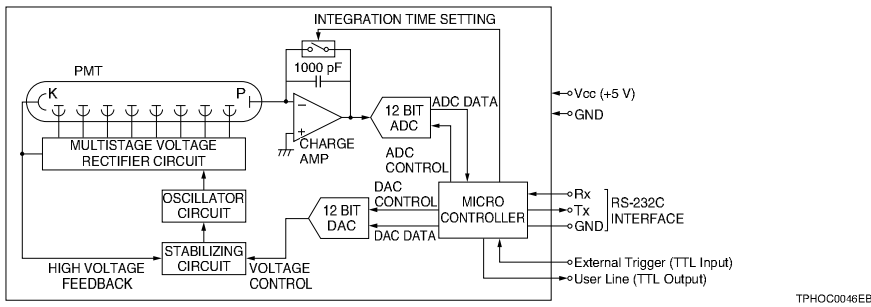 INTEGRATION TIME SETTING
1000 pF
PMT
K
P
Vcc (+5 V)
GND
ADC DATA
12 BIT
ADC
−
+
CHARGE
AMP
MULTISTAGE VOLTAGE
RECTIFIER CIRCUIT
ADC
CONTROL
DAC
CONTROL
OSCILLATOR
CIRCUIT
12 BIT
DAC
MICRO
CONTROLLER
Rx
Tx
GND
RS-232C
INTERFACE
DAC DATA
STABILIZING
CIRCUIT
HIGH VOLTAGE
FEEDBACK
VOLTAGE
CONTROL
External Trigger (TTL Input)
User Line (TTL Output)
TPHOC0046EB